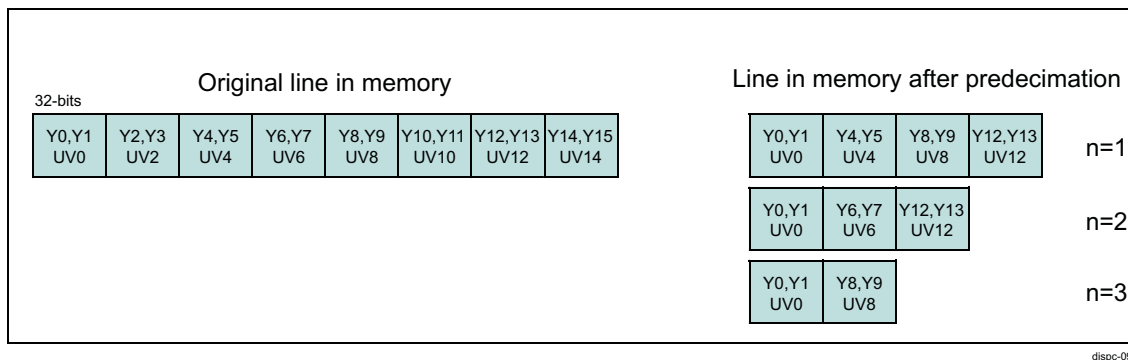 Original line in memory
32-bits
Y0,Y1 Y2,Y3 Y4,Y5 Y6,Y7 Y8,Y9 Y10,Y11 Y12,Y13 Y14,Y15
UV0 UV2 UV4 UV6 UV8 UV10 UV12 UV14
Line in memory after predecimation
Y0,Y1 Y4,Y5 Y8,Y9 Y12,Y13 n=1
UV0 UV4 UV8 UV12
Y0,Y1 Y6,Y7 Y12,Y13 n=2
UV0 UV6 UV12
Y0,Y1 Y8,Y9 n=3
UV0 UV8